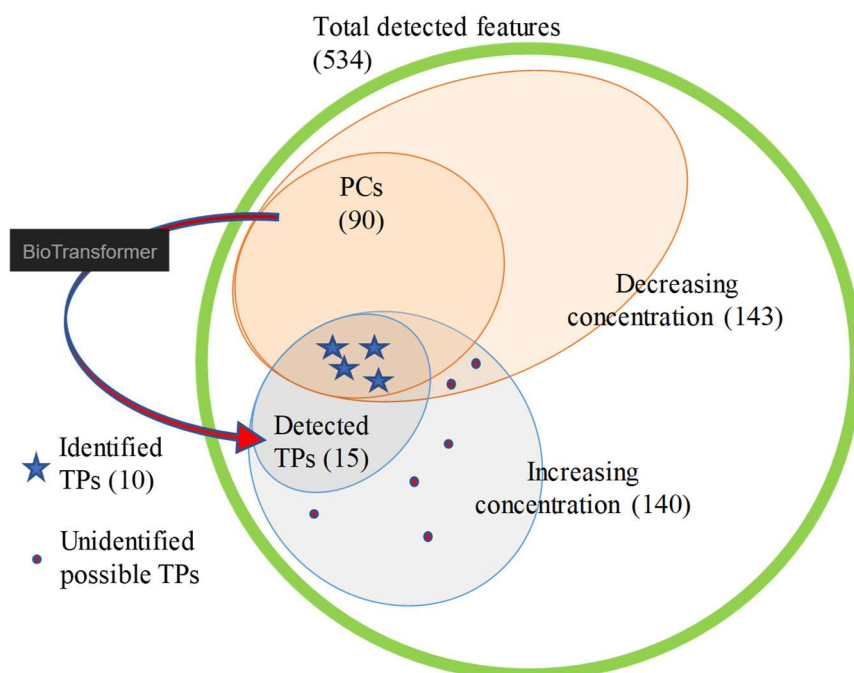 Total detected features
(534)
PCs
(90)
BioTransformer
Decreasing
concentration (143)
Detected
TPs (15)
Identified
TPs (10)
Increasing
concentration (140)
Unidentified
possible TPs